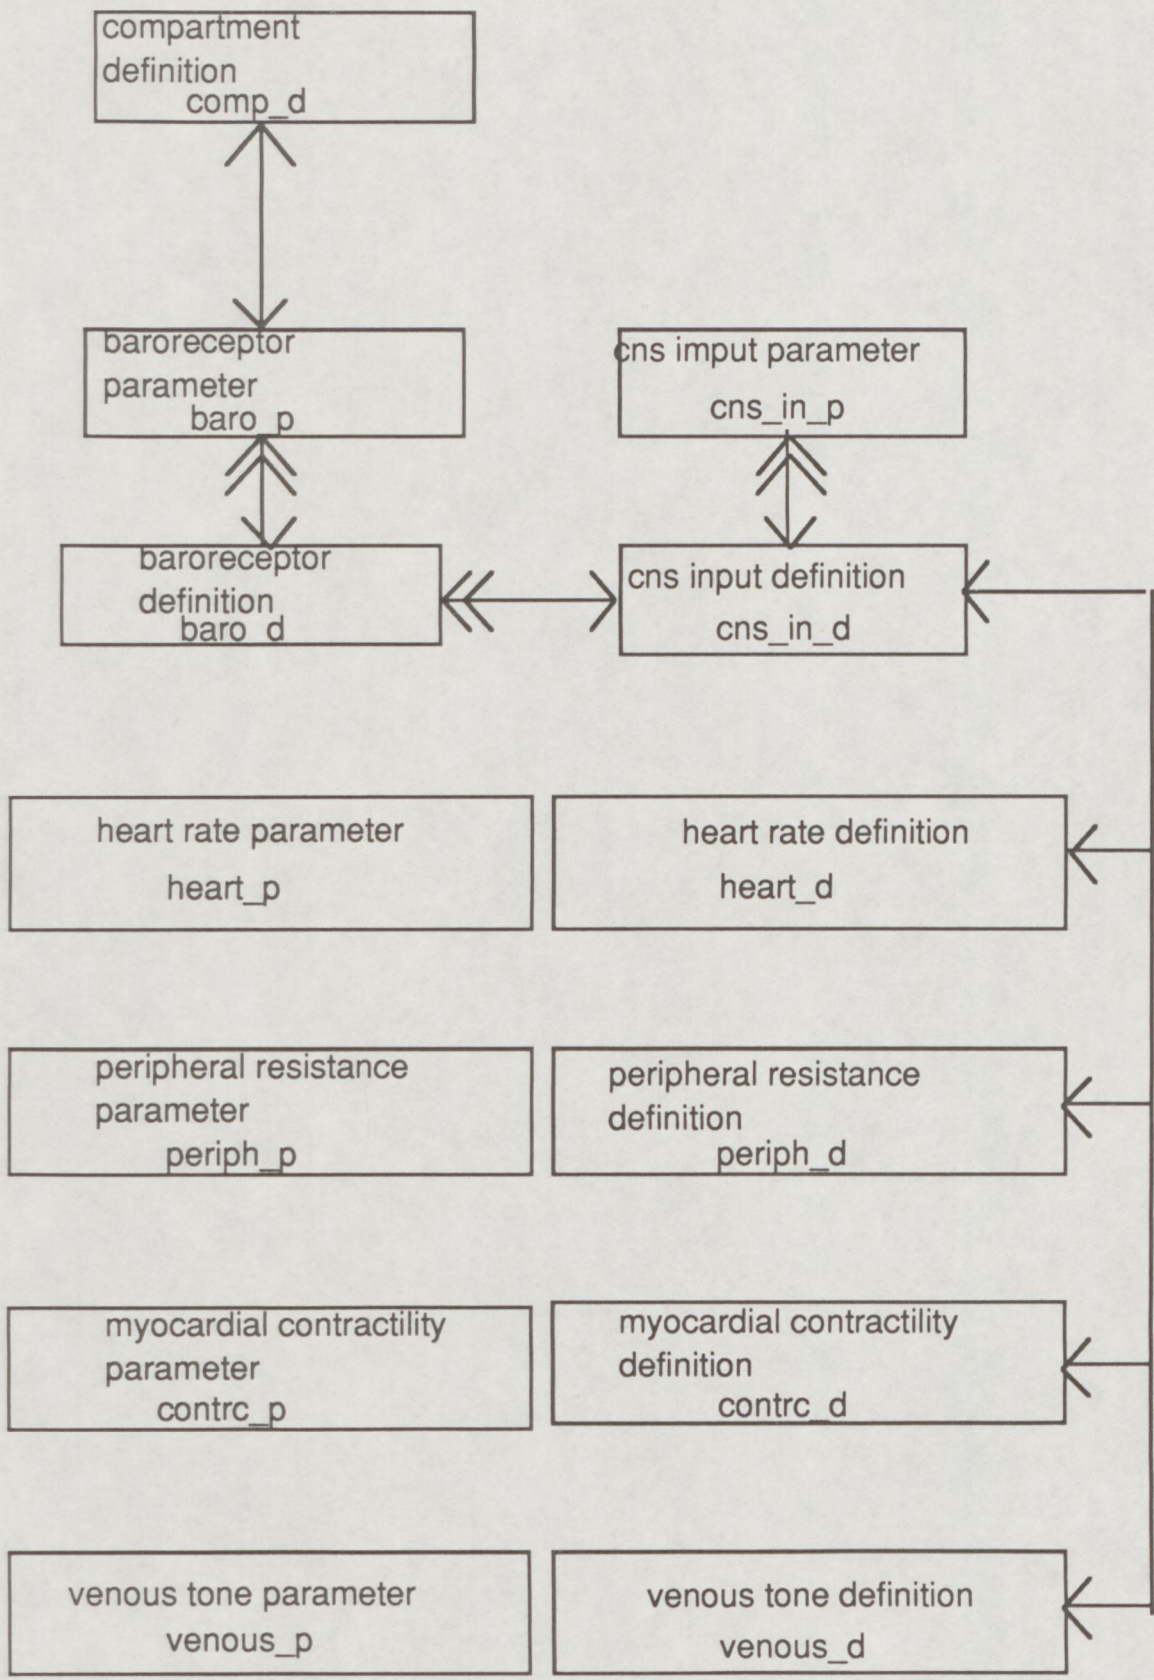 compartment
definition
comp_d
baroreceptor
parameter
baro_p
cns imput parameter
cns_in_p
baroreceptor
definition
baro_d
cns input definition
cns_in_d
heart rate parameter
heart_p
heart rate definition
heart_d
peripheral resistance
parameter
periph_p
peripheral resistance
definition
periph_d
myocardial contractility
parameter
contrc_p
myocardial contractility
definition
contrc_d
venous tone parameter
venous_p
venous tone definition
venous_d